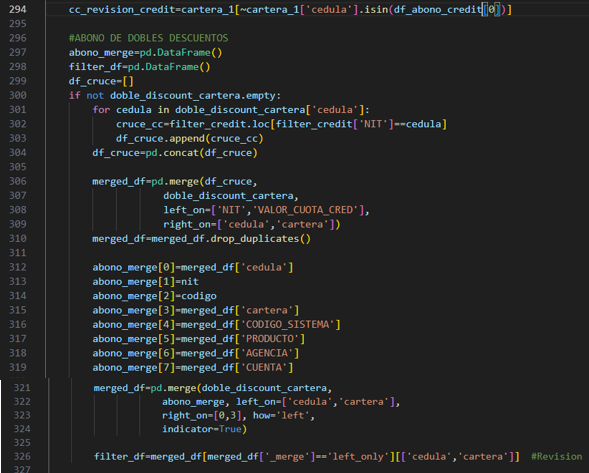 294 cc_revision_credit=cartera_1[~cartera_1['cedula'].isin(df_abono_credit[0])]
295
296 #ABONO DE DOBLES DESCUENTOS
297 abono_merge=pd.DataFrame()
298 filter_df=pd.DataFrame()
299 df_cruce=[]
300 if not doble_discount_cartera.empty:
301 for cedula in doble_discount_cartera['cedula']:
302 cruce_cc=filter_credit.loc[filter_credit['NIT']==cedula]
303 df_cruce.append(cruce_cc)
304 df_cruce=pd.concat(df_cruce)
305
306 merged_df=pd.merge(df_cruce,
307 doble_discount_cartera,
308 left_on=['NIT','VALOR_CUOTA_CRED'],
309 right_on=['cedula','cartera'])
310 merged_df=merged_df.drop_duplicates()
311
312 abono_merge[0]=merged_df['cedula']
313 abono_merge[1]=nit
314 abono_merge[2]=codigo
315 abono_merge[3]=merged_df['cartera']
316 abono_merge[4]=merged_df['CODIGO_SISTEMA']
317 abono_merge[5]=merged_df['PRODUCTO']
318 abono_merge[6]=merged_df['AGENCIA']
319 abono_merge[7]=merged_df['CUENTA']
321 merged_df=pd.merge(doble_discount_cartera,
322 abono_merge, left_on=['cedula','cartera'],
323 right_on=[0,3], how='left',
324 indicator=True)
325
326 filter_df=merged_df[merged_df['_merge']=='left_only'][['cedula','cartera']] #Revision
327